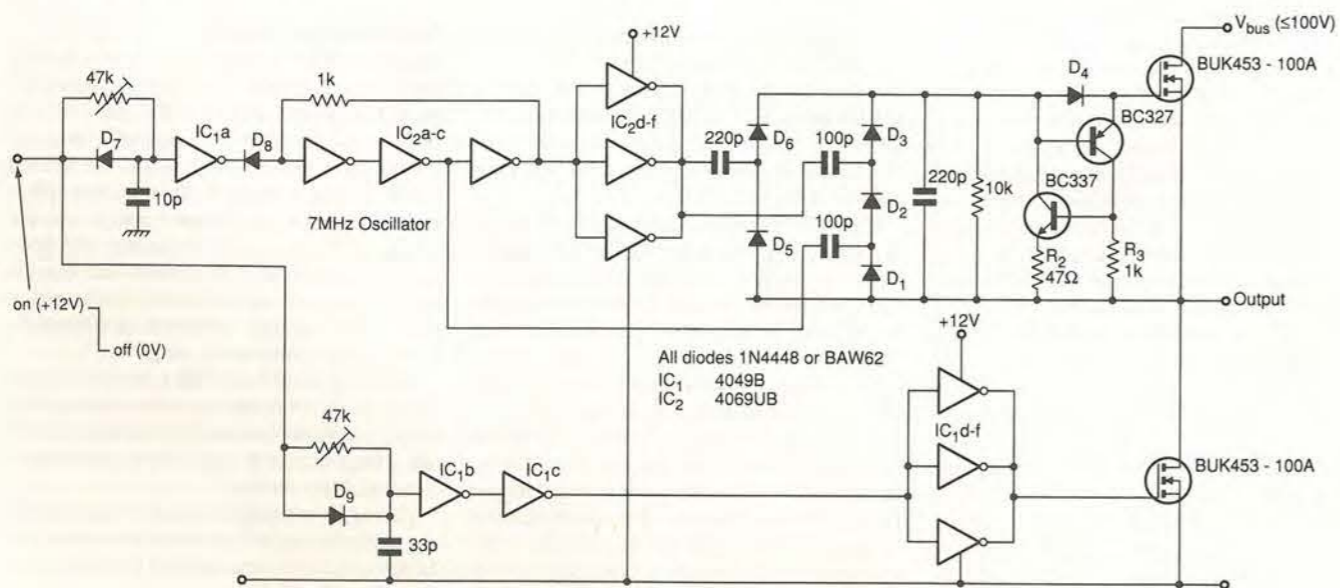 +12V
V_bus (≤100V)
47k
1k
D4
BUK453 - 100A
IC1a
IC2a-c
IC2d-f
BC327
D7
D8
220p
D6
100p
D3
10p
BC337
7MHz Oscillator
220p
10k
D2
100p
D5
D1
R2
47Ω
R3
1k
on (+12V)
off (0V)
Output
+12V
All diodes 1N4448 or BAW62
IC1 4049B
IC2 4069UB
47k
IC1b
IC1c
IC1d-f
BUK453 - 100A
D9
33p